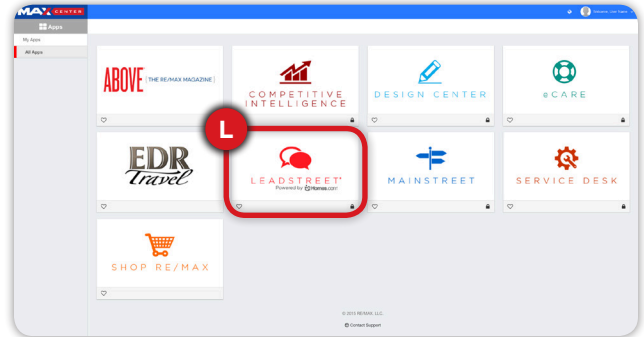 MAX CENTER
Apps
My Apps
All Apps
ABOVE [THE RE/MAX MAGAZINE]
COMPETITIVE
INTELLIGENCE
DESIGN CENTER
eCARE
L
EDR
Travel
LEADSTREET®
Powered by Homes.com
MAINSTREET
SERVICE DESK
SHOP RE/MAX
© 2015 RE/MAX, LLC.
Contact Support